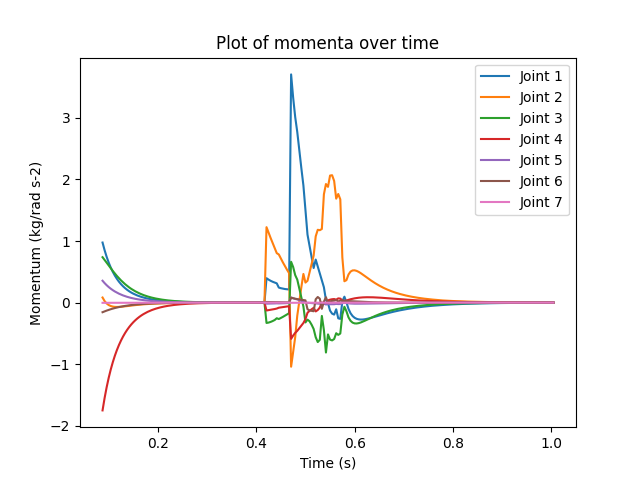 Plot of momenta over time
Momentum (kg/rad s-2)
3
2
1
0
−1
−2
0.2
0.4
0.6
0.8
1.0
Time (s)
Joint 1
Joint 2
Joint 3
Joint 4
Joint 5
Joint 6
Joint 7